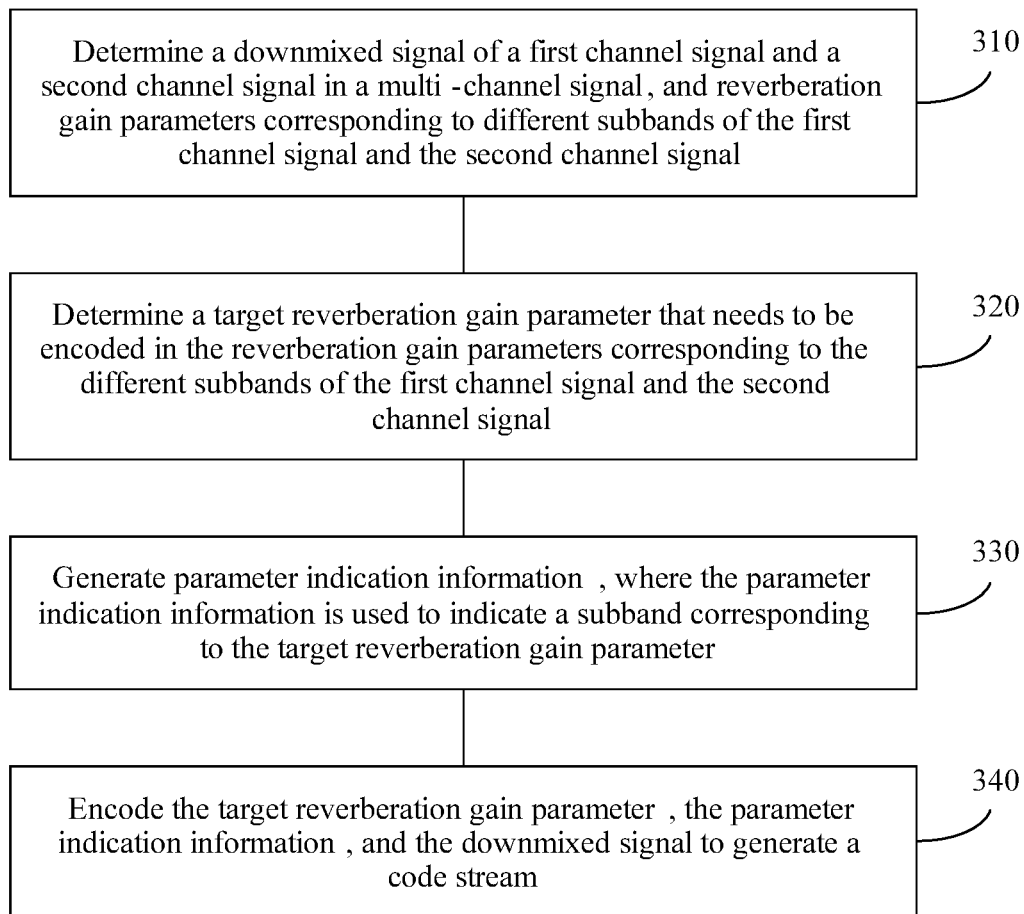 Determine a downmixed signal of a first channel signal and a
310
second channel signal in a multi -channel signal, and reverberation
gain parameters corresponding to different subbands of the first
channel signal and the second channel signal
Determine a target reverberation gain parameter that needs to be
320
encoded in the reverberation gain parameters corresponding to the
different subbands of the first channel signal and the second
channel signal
Generate parameter indication information , where the parameter
330
indication information is used to indicate a subband corresponding
to the target reverberation gain parameter
Encode the target reverberation gain parameter , the parameter
340
indication information , and the downmixed signal to generate a
code stream